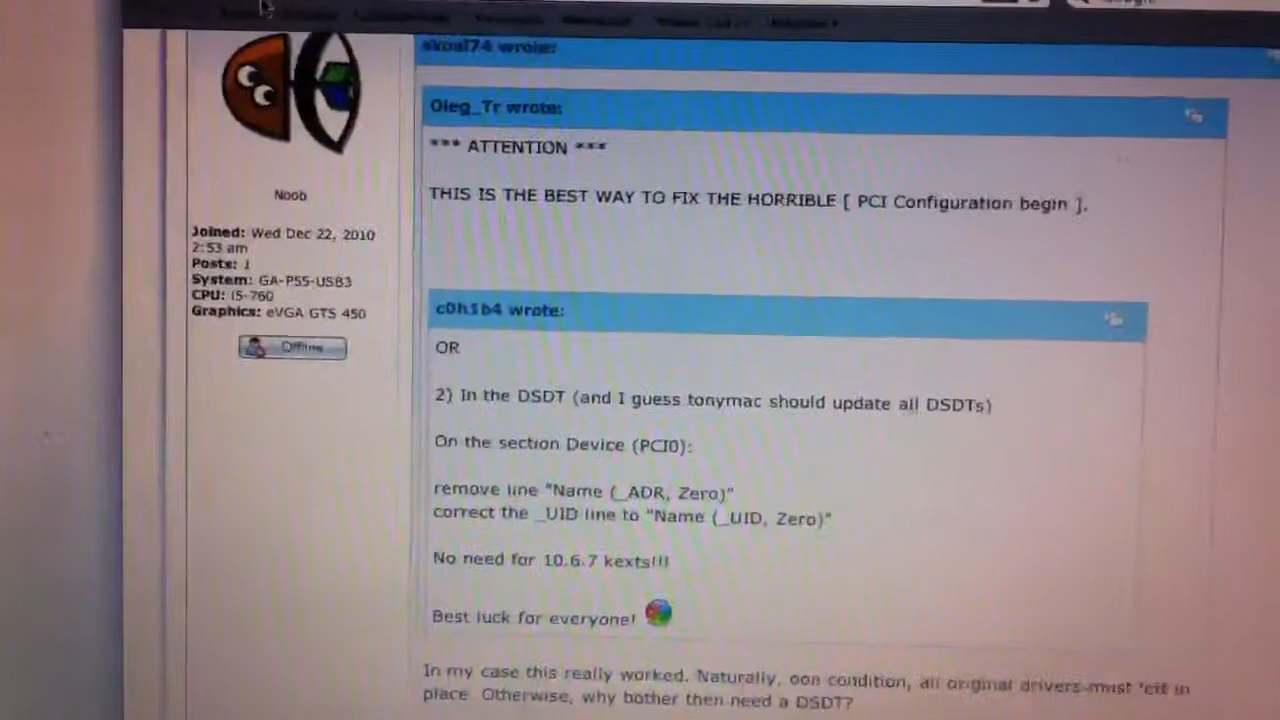 skoal74 wrote:
Oleg_Tr wrote:
*** ATTENTION ***
THIS IS THE BEST WAY TO FIX THE HORRIBLE [ PCI Configuration begin ].
Noob
Joined: Wed Dec 22, 2010
2:53 am
Posts: 1
System: GA-P55-USB3
CPU: i5-760
Graphics: eVGA GTS 450
Offline
c0h1b4 wrote:
OR
2) In the DSDT (and I guess tonymac should update all DSDTs)
On the section Device (PCI0):
remove line "Name (_ADR, Zero)"
correct the _UID line to "Name (_UID, Zero)"
No need for 10.6.7 kexts!!!
Best luck for everyone!
In my case this really worked. Naturally, oon condition, all original drivers must in
place. Otherwise, why bother then need a DSDT?